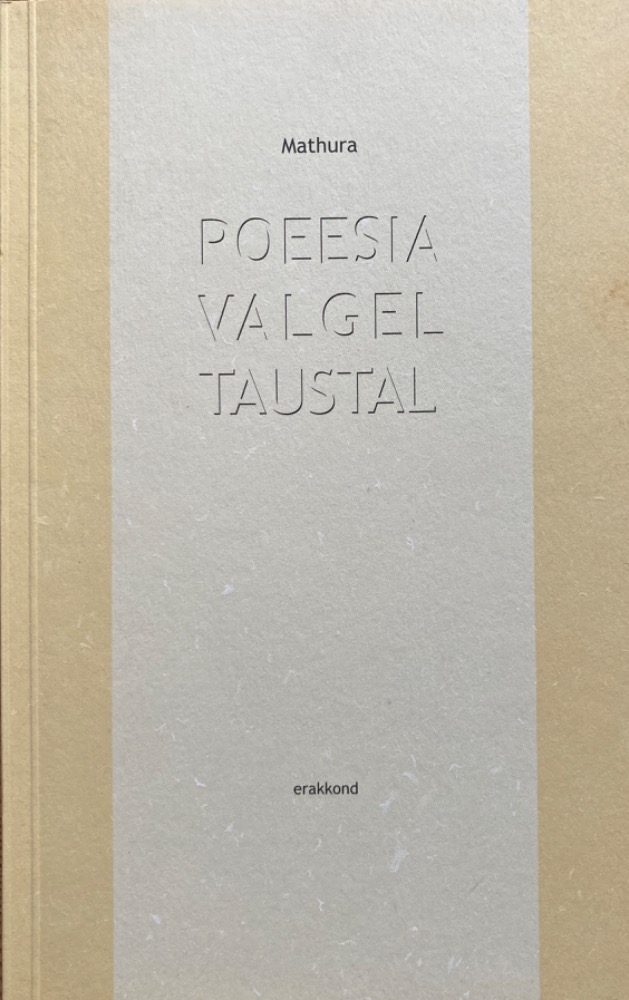 Mathura
POEESIA
VALGEL
TAUSTAL
erakkond